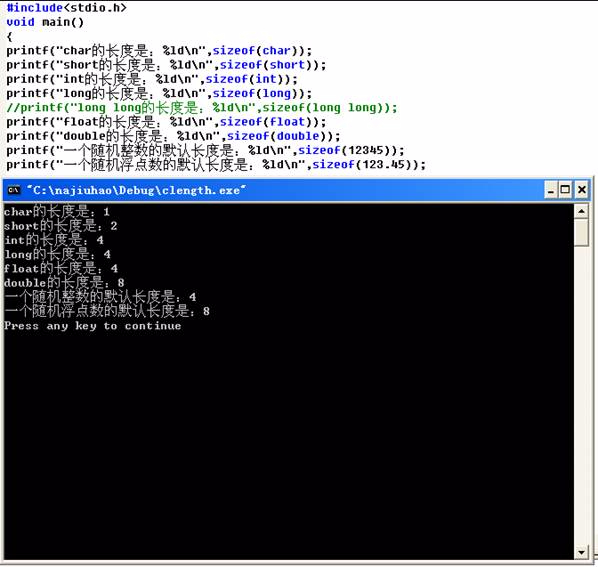 #include<stdio.h>
void main()
{
printf("char的长度是：%ld\n",sizeof(char));
printf("short的长度是：%ld\n",sizeof(short));
printf("int的长度是：%ld\n",sizeof(int));
printf("long的长度是：%ld\n",sizeof(long));
//printf("long long的长度是：%ld\n",sizeof(long long));
printf("float的长度是：%ld\n",sizeof(float));
printf("double的长度是：%ld\n",sizeof(double));
printf("一个随机整数的默认长度是：%ld\n",sizeof(12345));
printf("一个随机浮点数的默认长度是：%ld\n",sizeof(123.45));
"C:\najiuhao\Debug\clength.exe"
char的长度是：1
short的长度是：2
int的长度是：4
long的长度是：4
float的长度是：4
double的长度是：8
一个随机整数的默认长度是：4
一个随机浮点数的默认长度是：8
Press any key to continue